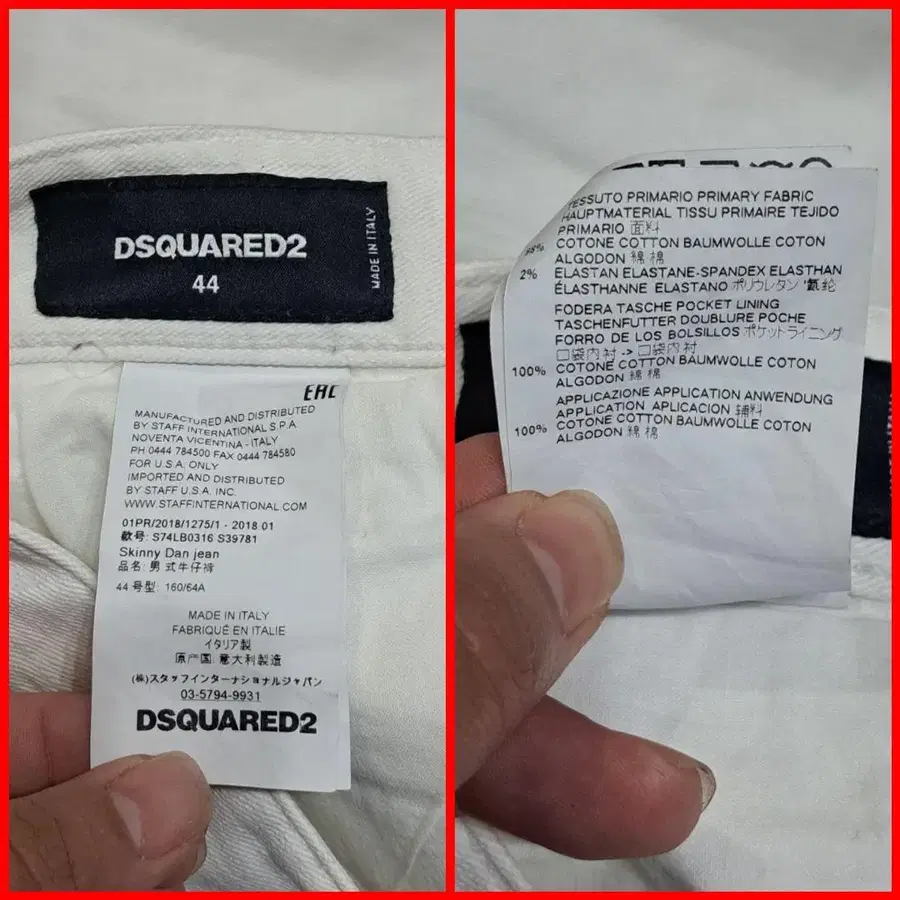 DSQUARED2
44
MADE IN ITALY
EAC
MANUFACTURED AND DISTRIBUTED
BY STAFF INTERNATIONAL S.P.A
NOVENTA VICENTINA - ITALY
PH 0444 784500 FAX 0444 784580
FOR U.S.A. ONLY
IMPORTED AND DISTRIBUTED
BY STAFF U.S.A. INC.
WWW.STAFFINTERNATIONAL.COM
01PR/2018/1275/1 - 2018 01
款号: S74LB0316 S39781
Skinny Dan jean
品名: 男 式牛仔裤
44 号型: 160/64A
MADE IN ITALY
FABRIQUÉ EN ITALIE
イタリア製
原产国: 意大利製造
(株)スタッフインターナショナルジャパン
03-5794-9931
DSQUARED2
TESSUTO PRIMARIO PRIMARY FABRIC
HAUPTMATERIAL TISSU PRIMAIRE TEJIDO
PRIMARIO 面料
98% COTONE COTTON BAUMWOLLE COTON
ALGODON 綿 棉
2% ELASTAN ELASTANE-SPANDEX ELASTHAN
ÉLASTHANNE ELASTANO ポリウレタン '氨纶
FODERA TASCHE POCKET LINING
TASCHENFUTTER DOUBLURE POCHE
FORRO DE LOS BOLSILLOS ポケットライニング
口袋内衬 -> 口袋内衬
100% COTONE COTTON BAUMWOLLE COTON
ALGODON 綿 棉
APPLICAZIONE APPLICATION ANWENDUNG
APPLICATION APLICACION 辅料
100% COTONE COTTON BAUMWOLLE COTON
ALGODON 綿 棉